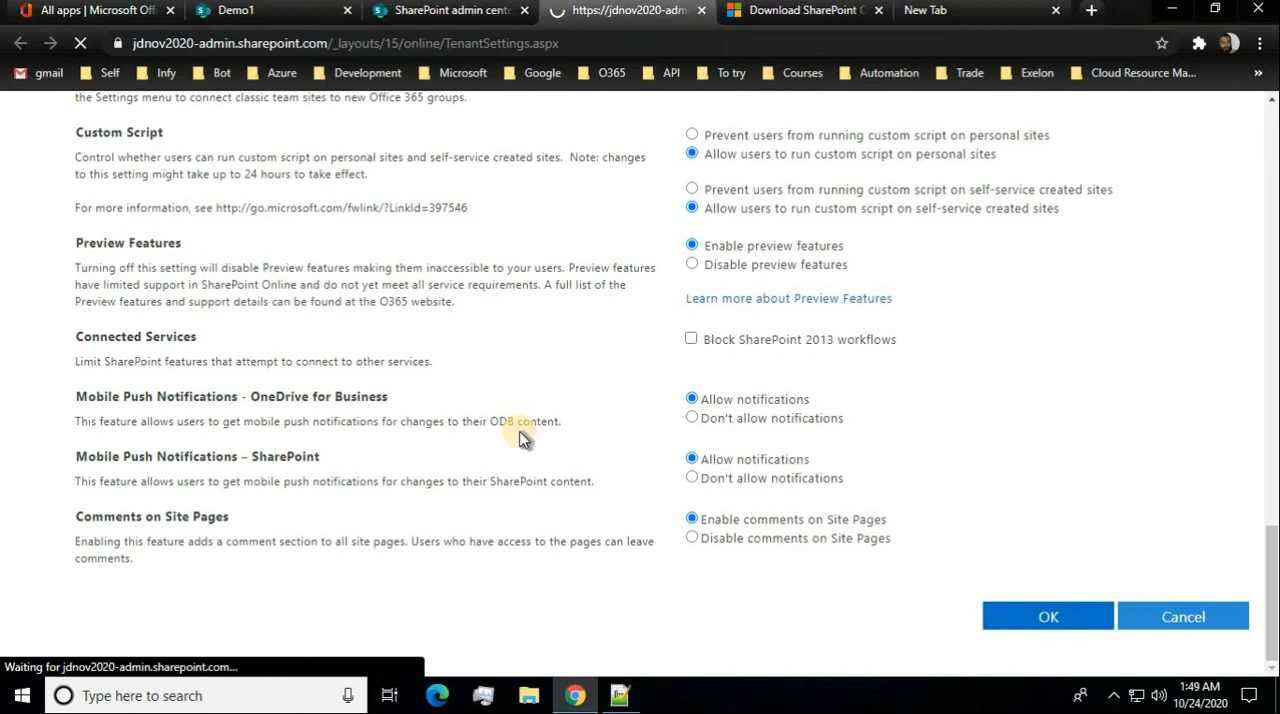 All apps | Microsoft Off
Demo1
SharePoint admin cente
https://jdnov2020-adm
Download SharePoint C
New Tab
jdnov2020-admin.sharepoint.com/_layouts/15/online/TenantSettings.aspx
gmail
Self
Infy
Bot
Azure
Development
Microsoft
Google
O365
API
To try
Courses
Automation
Trade
Exelon
Cloud Resource Ma...
»
the Settings menu to connect classic team sites to new Office 365 groups.
Custom Script
Control whether users can run custom script on personal sites and self-service created sites. Note: changes
to this setting might take up to 24 hours to take effect.
For more information, see http://go.microsoft.com/fwlink/?LinkId=397546
Prevent users from running custom script on personal sites
Allow users to run custom script on personal sites
Prevent users from running custom script on self-service created sites
Allow users to run custom script on self-service created sites
Preview Features
Turning off this setting will disable Preview features making them inaccessible to your users. Preview features
have limited support in SharePoint Online and do not yet meet all service requirements. A full list of the
Preview features and support details can be found at the O365 website.
Enable preview features
Disable preview features
Learn more about Preview Features
Connected Services
Limit SharePoint features that attempt to connect to other services.
Block SharePoint 2013 workflows
Mobile Push Notifications - OneDrive for Business
This feature allows users to get mobile push notifications for changes to their ODB content.
Allow notifications
Don't allow notifications
Mobile Push Notifications – SharePoint
This feature allows users to get mobile push notifications for changes to their SharePoint content.
Allow notifications
Don't allow notifications
Comments on Site Pages
Enabling this feature adds a comment section to all site pages. Users who have access to the pages can leave
comments.
Enable comments on Site Pages
Disable comments on Site Pages
OK
Cancel
Waiting for jdnov2020-admin.sharepoint.com...
Type here to search
1:49 AM
10/24/2020